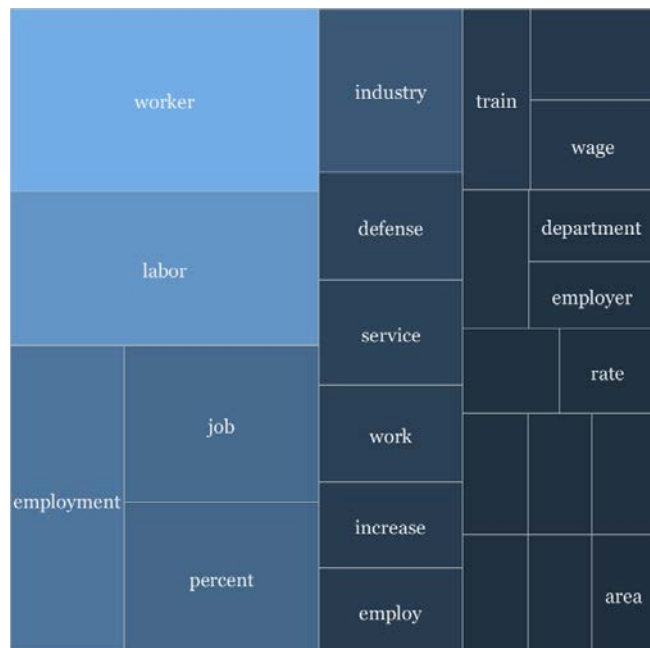 worker
labor
employment
job
percent
industry
defense
service
work
increase
employ
train
wage
department
employer
rate
area